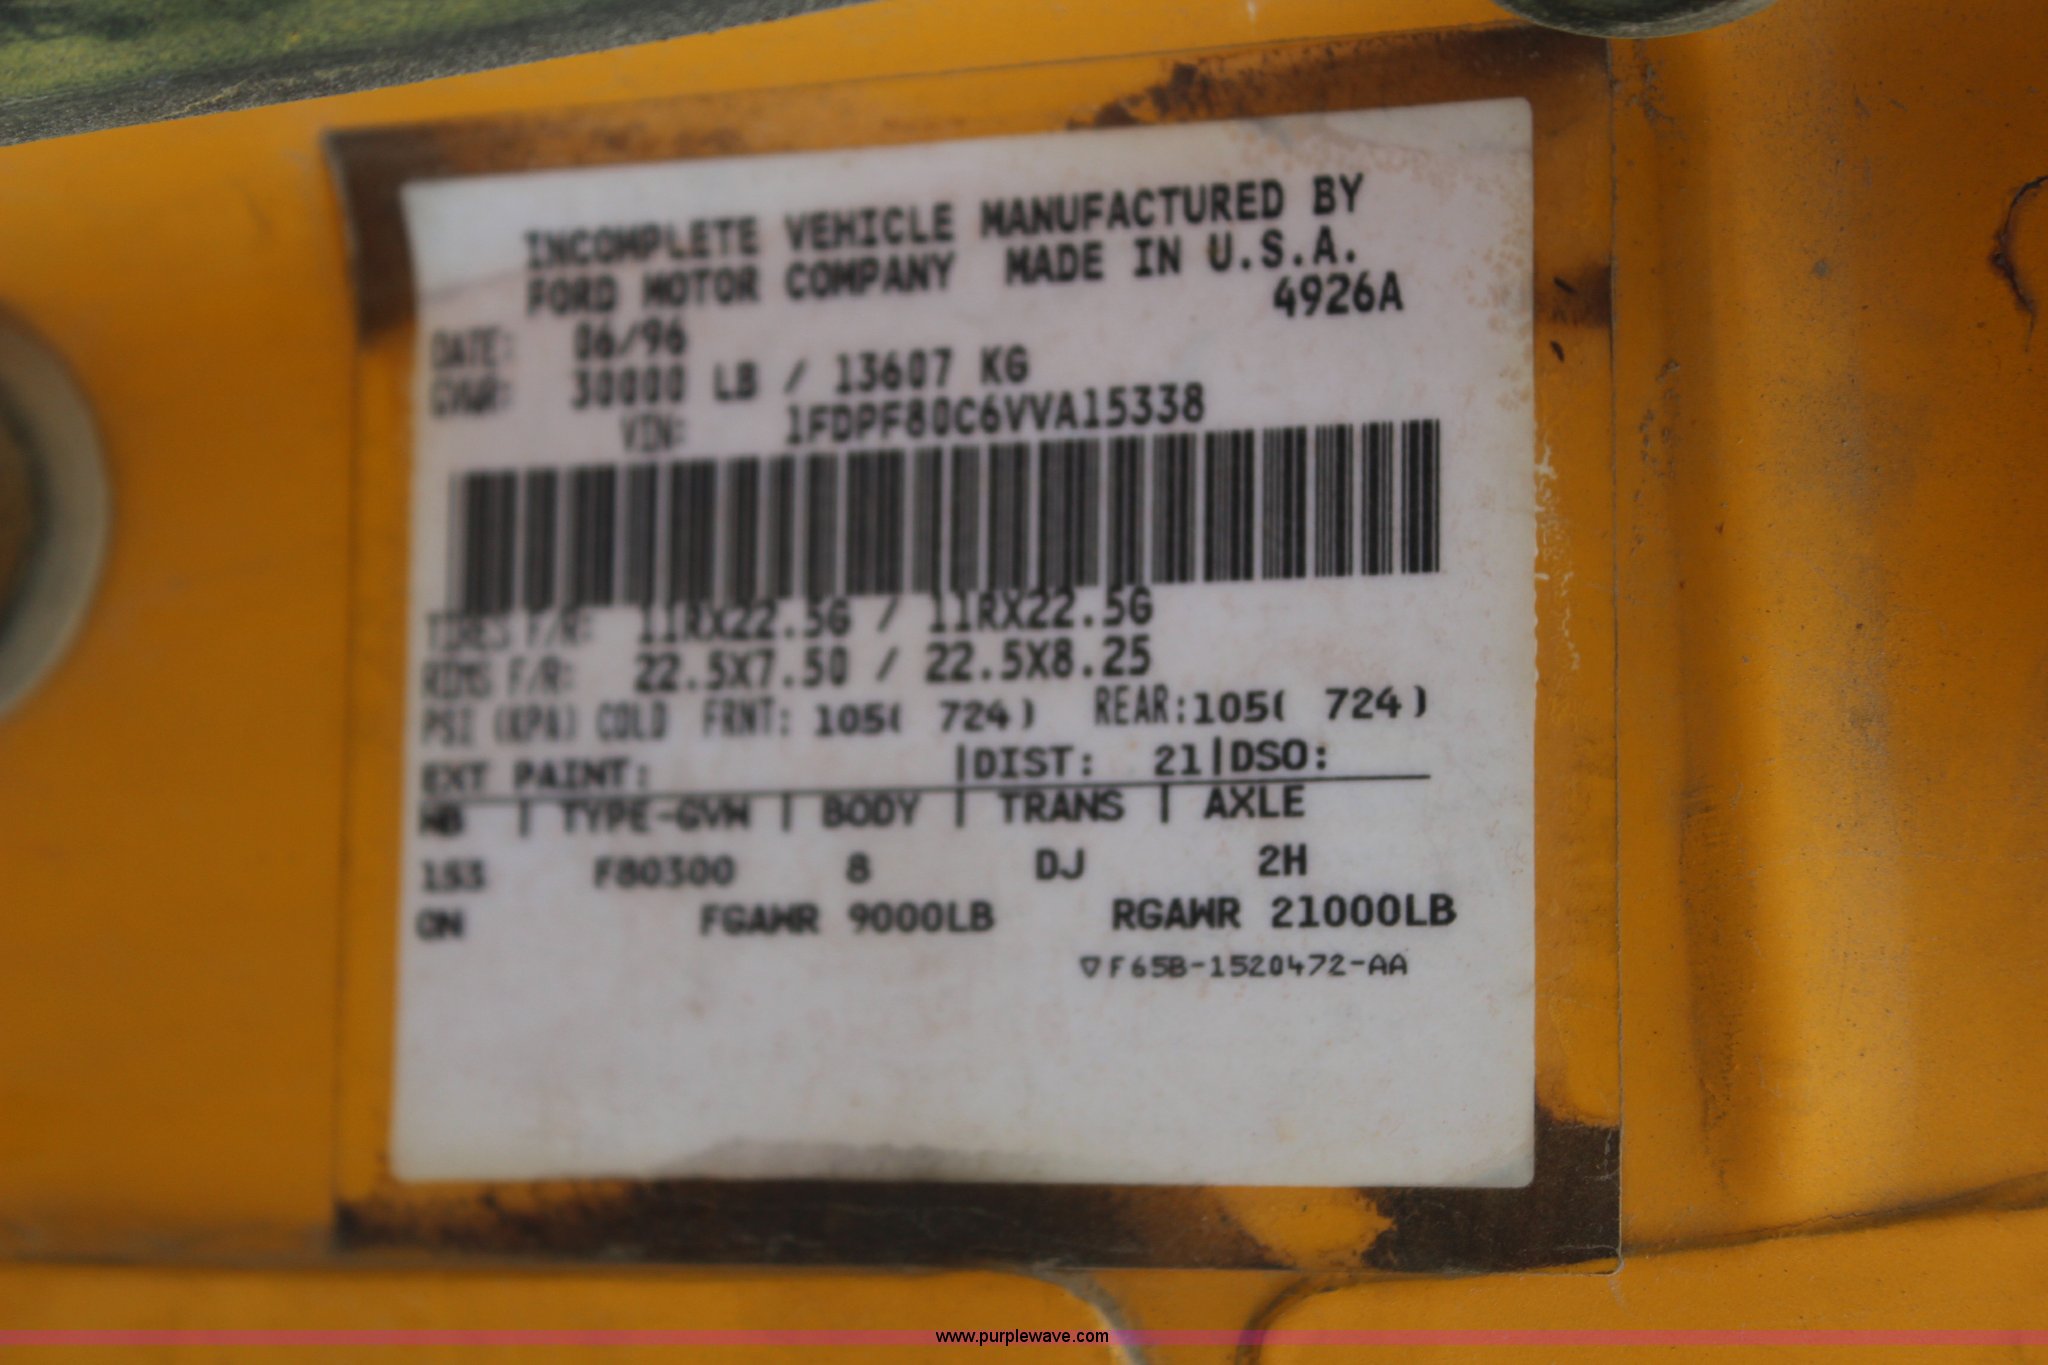 INCOMPLETE VEHICLE MANUFACTURED BY
FORD MOTOR COMPANY MADE IN U.S.A.
4926A
DATE: 06/96
GVWR: 30000 LB / 13607 KG
VIN: 1FDPF80C6VVA15338
TIRES F/R: 11RX22.5G / 11RX22.5G
RIMS F/R: 22.5X7.50 / 22.5X8.25
PSI (KPA) COLD FRNT: 105( 724) REAR:105( 724)
EXT PAINT: |DIST: 21|DSO:
WB | TYPE-GVW | BODY | TRANS | AXLE
153 F80300 8 DJ 2H
QN FGAWR 9000LB RGAWR 21000LB
▽F65B-1520472-AA
www.purplewave.com